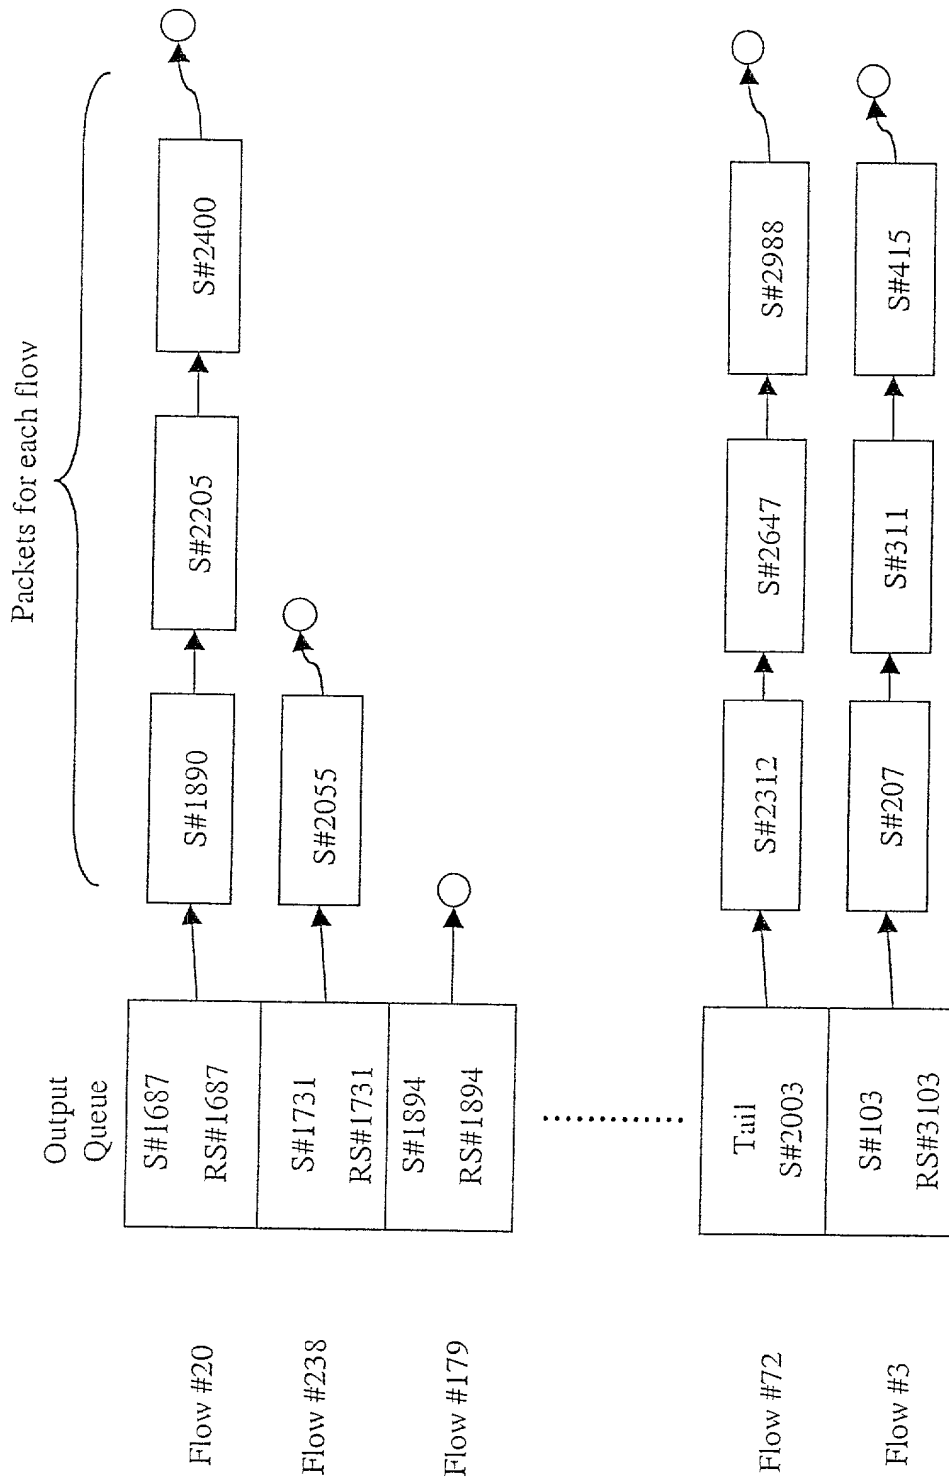 Packets for each flow
Output
Queue
Flow #20
S#1687
RS#1687
S#1890
S#2205
S#2400
Flow #238
S#1731
RS#1731
S#2055
Flow #179
S#1894
RS#1894
Flow #72
Tail
S#2003
S#2312
S#2647
S#2988
Flow #3
S#103
RS#3103
S#207
S#311
S#415